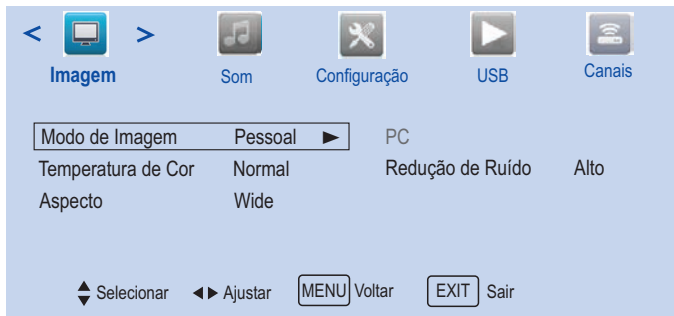 < >
Imagem Som Configuração USB Canais
Modo de Imagem Pessoal ► PC
Temperatura de Cor Normal Redução de Ruído Alto
Aspecto Wide
Selecionar Ajustar MENU Voltar EXIT Sair